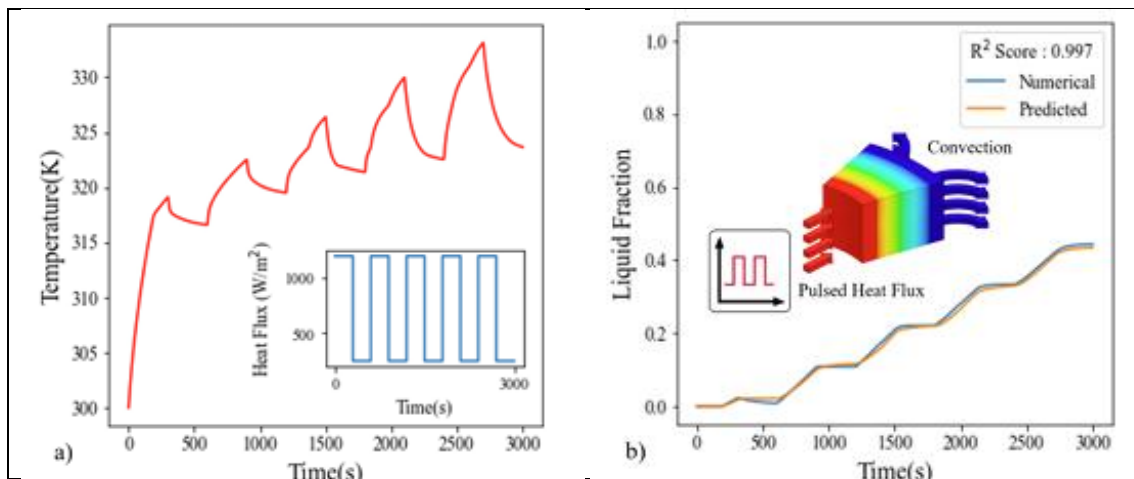 Temperature(K)
330
325
320
315
310
305
300
0
500
1000
1500
2000
2500
3000
Time(s)
a)
Heat Flux (W/m²)
1000
500
0
3000
Time(s)
Liquid Fraction
1.0
0.8
0.6
0.4
0.2
0.0
0
500
1000
1500
2000
2500
3000
Time(s)
b)
R² Score : 0.997
Numerical
Predicted
Convection
Pulsed Heat Flux